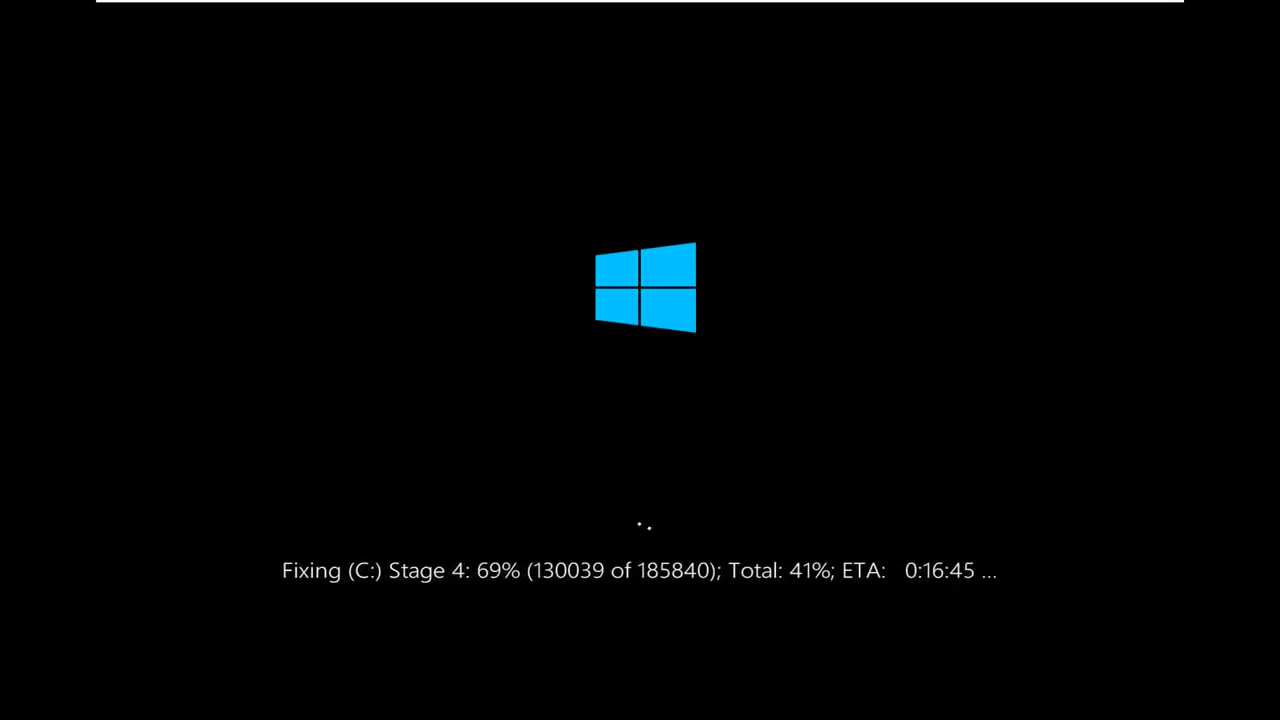 Fixing (C:) Stage 4: 69% (130039 of 185840); Total: 41%; ETA:   0:16:45 ...